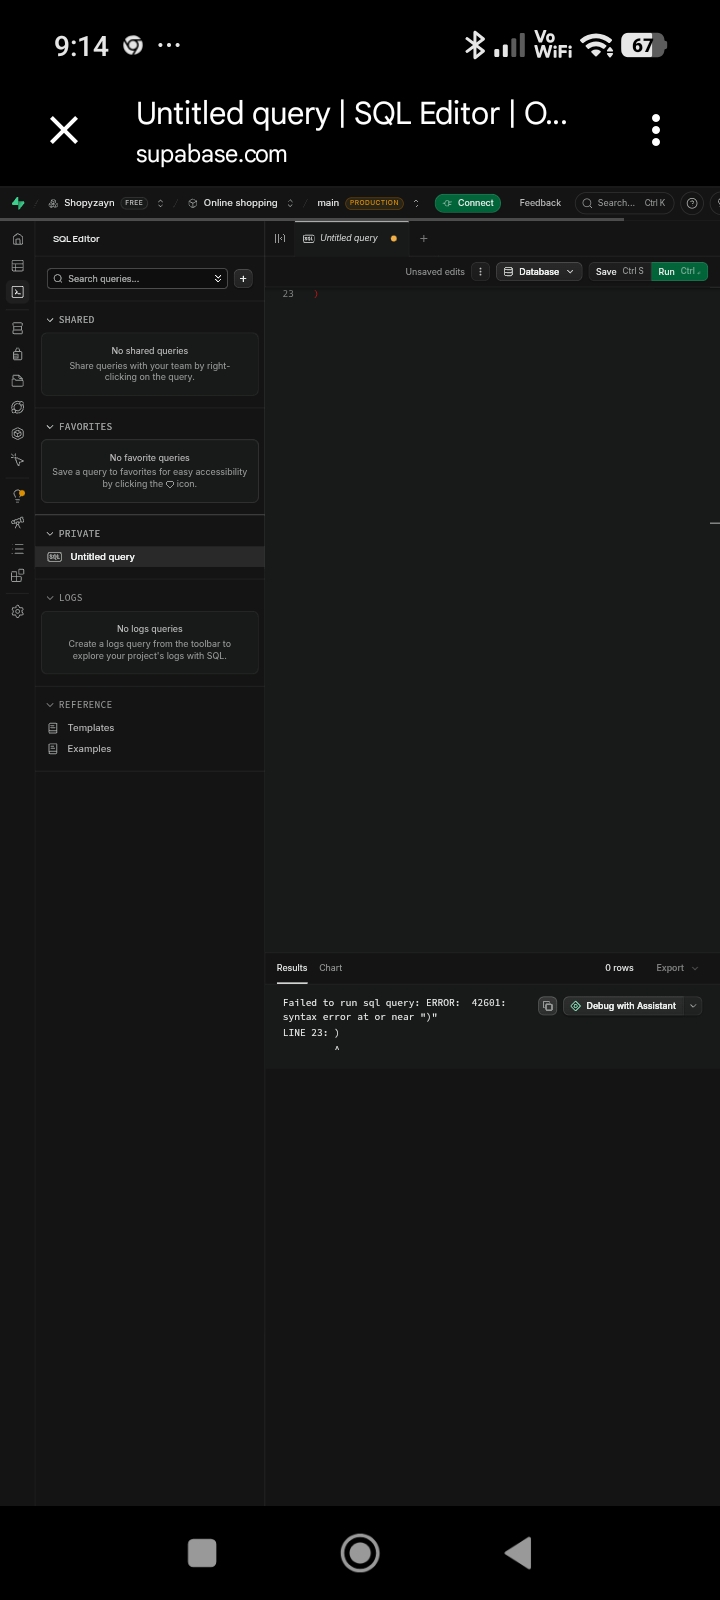 9:14
Vo
WiFi
67
Untitled query | SQL Editor | O...
supabase.com
Shopyzayn FREE / Online shopping / main PRODUCTION Connect Feedback Search... Ctrl K
SQL Editor
Untitled query
Search queries...
Unsaved edits Database Save Ctrl S Run Ctrl
23 )
SHARED
No shared queries
Share queries with your team by right-
clicking on the query.
FAVORITES
No favorite queries
Save a query to favorites for easy accessibility
by clicking the ♡ icon.
PRIVATE
SQL Untitled query
LOGS
No logs queries
Create a logs query from the toolbar to
explore your project's logs with SQL.
REFERENCE
Templates
Examples
Results Chart 0 rows Export
Failed to run sql query: ERROR: 42601:
syntax error at or near ")"
LINE 23: )
^
Debug with Assistant